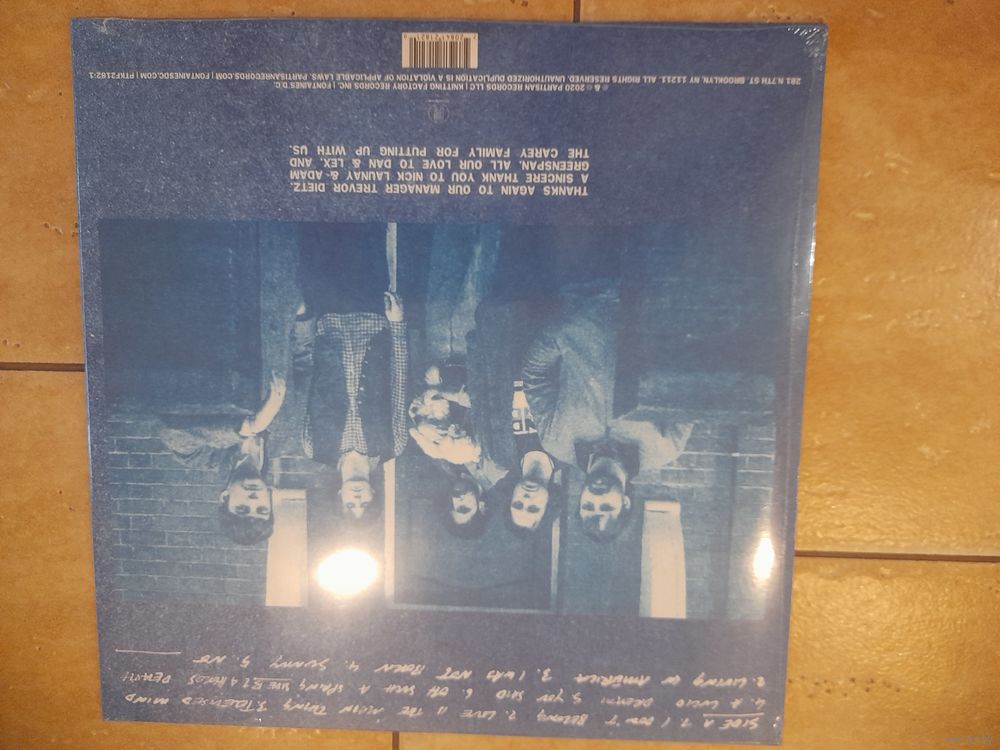 SIDE A 1. I DON'T BELONG 2. LOVE IS THE MAIN THING 3. TELEVISED MIND
4. A LUCID DREAM 5. YOU SAID 6. OH SUCH A SPRING SIDE B 1. A HERO'S DEATH
2. LIVING IN AMERICA 3. I WAS NOT BORN 4. SUNNY 5. NO
THANKS AGAIN TO OUR MANAGER TREVOR DIETZ.
A SINCERE THANK YOU TO NICK LAUNAY & ADAM
GREENSPAN. ALL OUR LOVE TO DAN & LEX, AND
THE CAREY FAMILY FOR PUTTING UP WITH US.
℗ & © 2020 PARTISAN RECORDS LLC | KNITTING FACTORY RECORDS INC. | FONTAINES D.C.
281 N.7TH ST. BROOKLYN, NY 11211. ALL RIGHTS RESERVED. UNAUTHORIZED DUPLICATION IS A VIOLATION OF APPLICABLE LAWS. PARTISANRECORDS.COM | FONTAINESDC.COM | PTKF2182-1
20841 21821